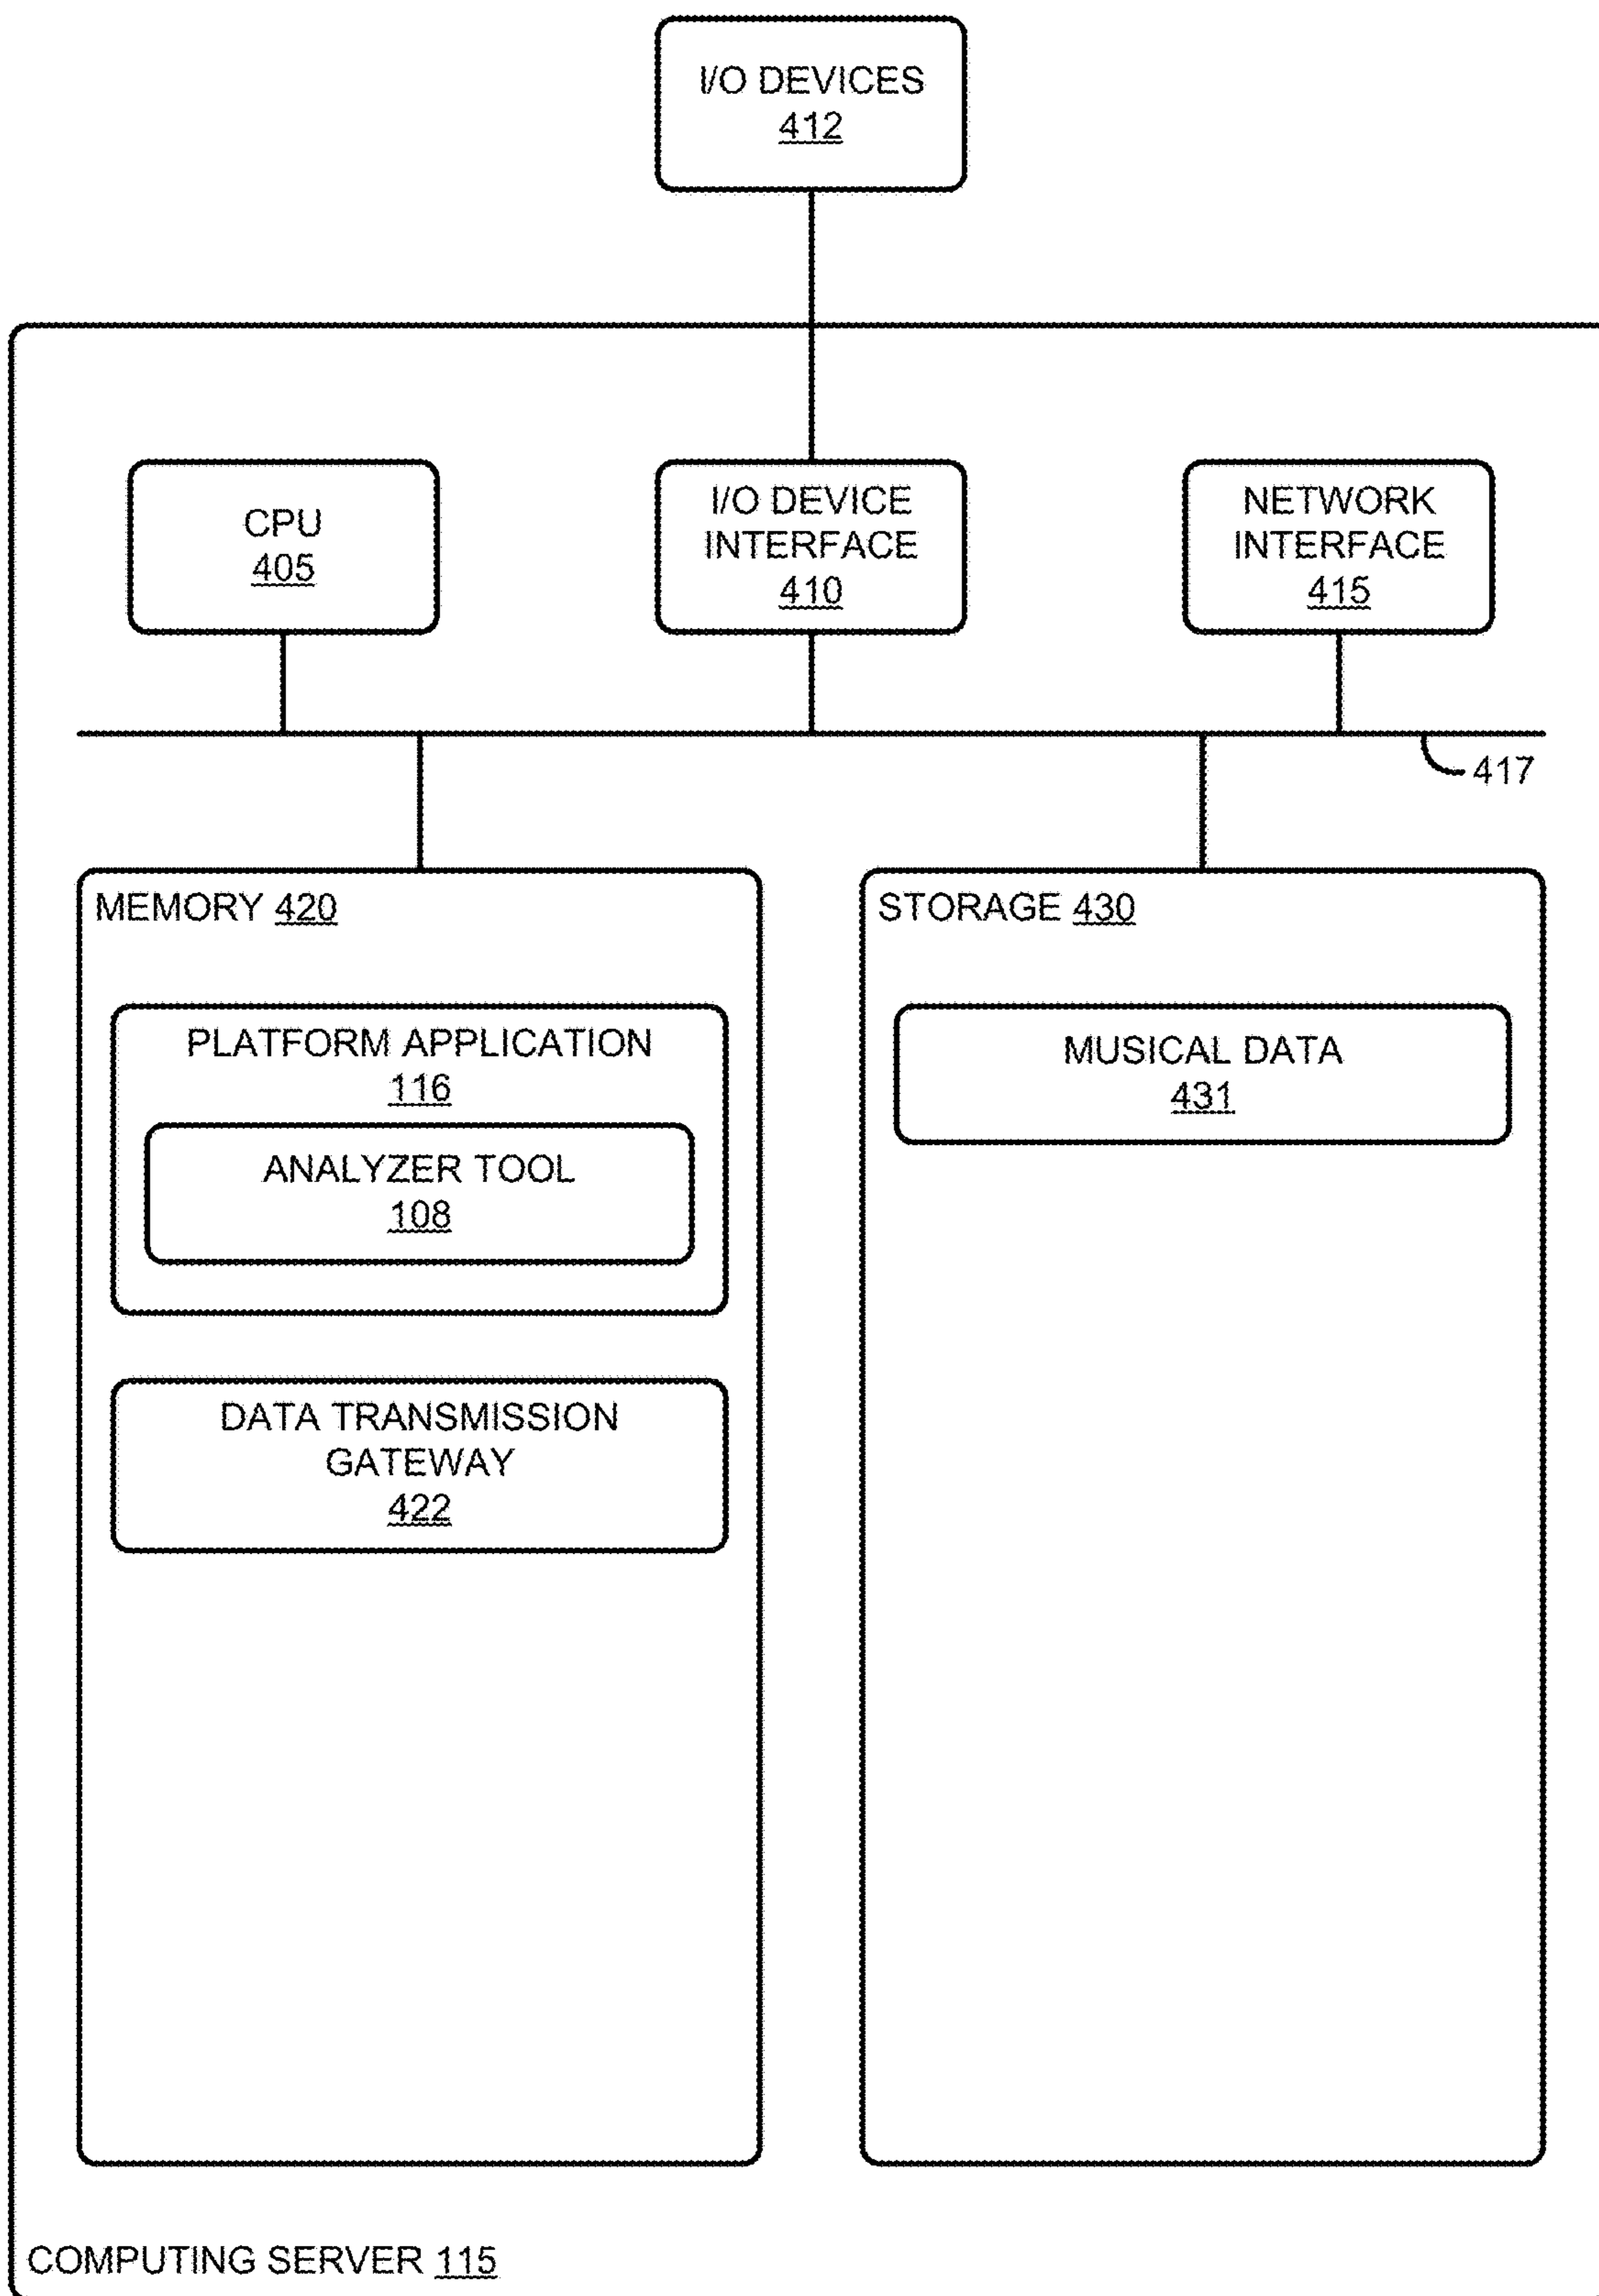 I/O DEVICES
412
CPU
405
I/O DEVICE
INTERFACE
410
NETWORK
INTERFACE
415
417
MEMORY 420
PLATFORM APPLICATION
116
ANALYZER TOOL
108
DATA TRANSMISSION
GATEWAY
422
STORAGE 430
MUSICAL DATA
431
COMPUTING SERVER 115